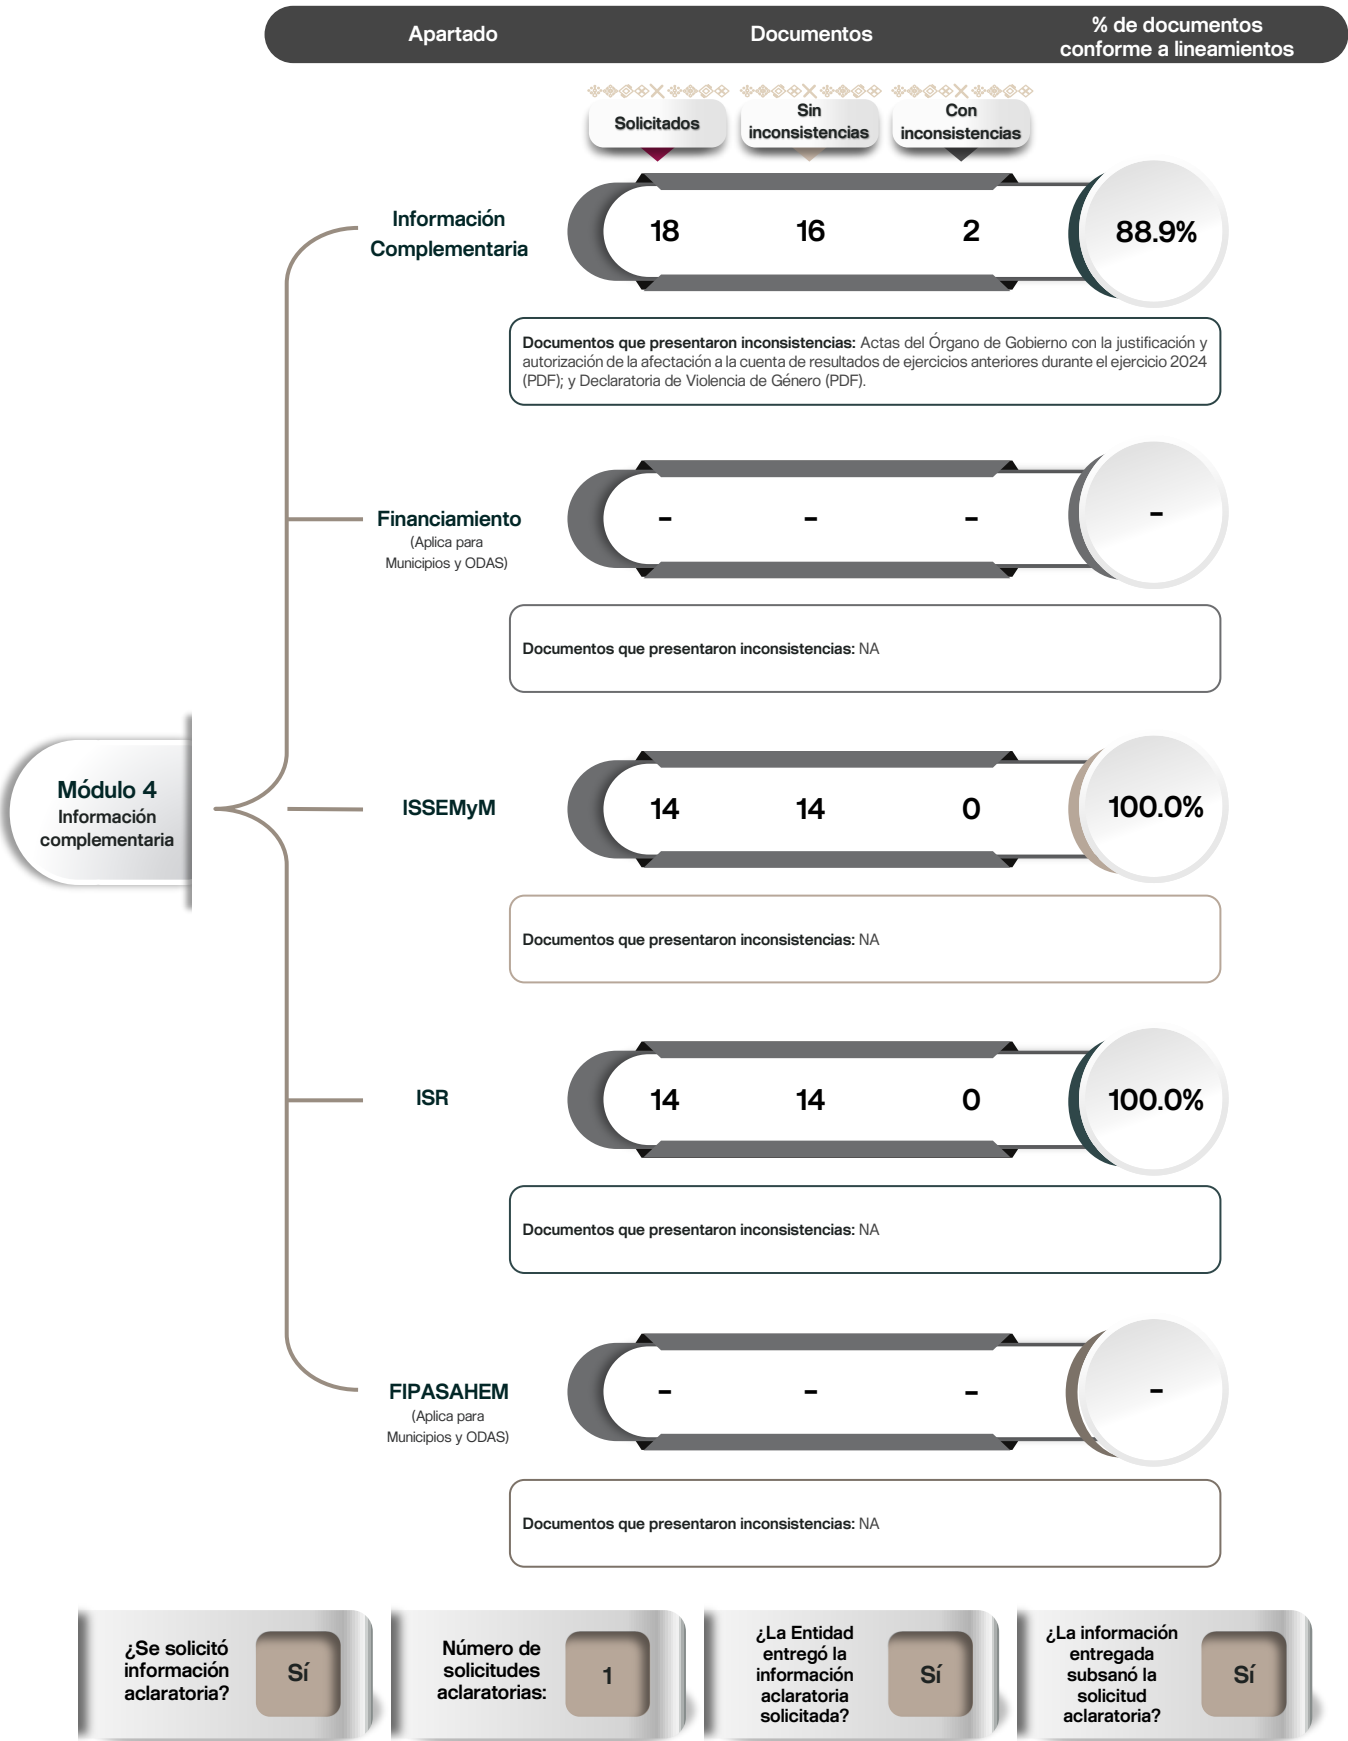 Apartado
Documentos
% de documentos
conforme a lineamientos
Solicitados
Sin
inconsistencias
Con
inconsistencias
Información
Complementaria
18
16
2
88.9%
Documentos que presentaron inconsistencias: Actas del Órgano de Gobierno con la justificación y
autorización de la afectación a la cuenta de resultados de ejercicios anteriores durante el ejercicio 2024
(PDF); y Declaratoria de Violencia de Género (PDF).
Financiamiento
(Aplica para
Municipios y ODAS)
-
-
-
-
Documentos que presentaron inconsistencias: NA
Módulo 4
Información
complementaria
ISSEMyM
14
14
0
100.0%
Documentos que presentaron inconsistencias: NA
ISR
14
14
0
100.0%
Documentos que presentaron inconsistencias: NA
FIPASAHEM
(Aplica para
Municipios y ODAS)
-
-
-
-
Documentos que presentaron inconsistencias: NA
¿Se solicitó
información
aclaratoria?
Sí
Número de
solicitudes
aclaratorias:
1
¿La Entidad
entregó la
información
aclaratoria
solicitada?
Sí
¿La información
entregada
subsanó la
solicitud
aclaratoria?
Sí